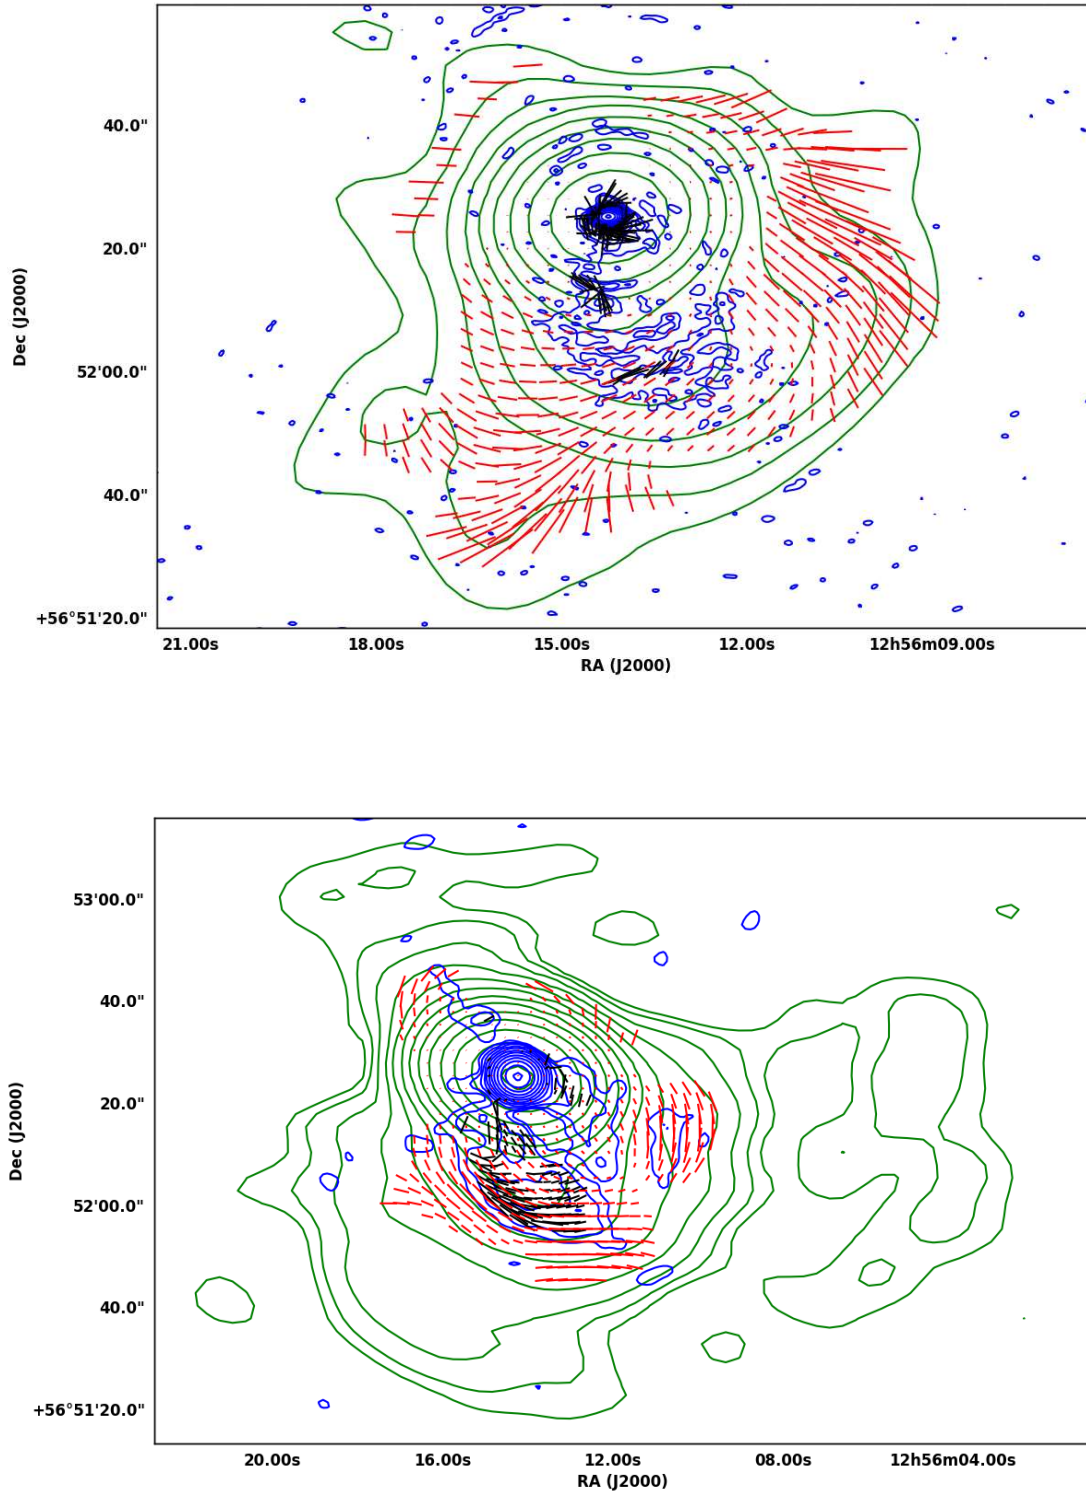 40.0"
20.0"
52'00.0"
40.0"
+56°51'20.0"
Dec (J2000)
21.00s 18.00s 15.00s 12.00s 12h56m09.00s
RA (J2000)
53'00.0"
40.0"
20.0"
52'00.0"
40.0"
+56°51'20.0"
Dec (J2000)
20.00s 16.00s 12.00s 08.00s 12h56m04.00s
RA (J2000)